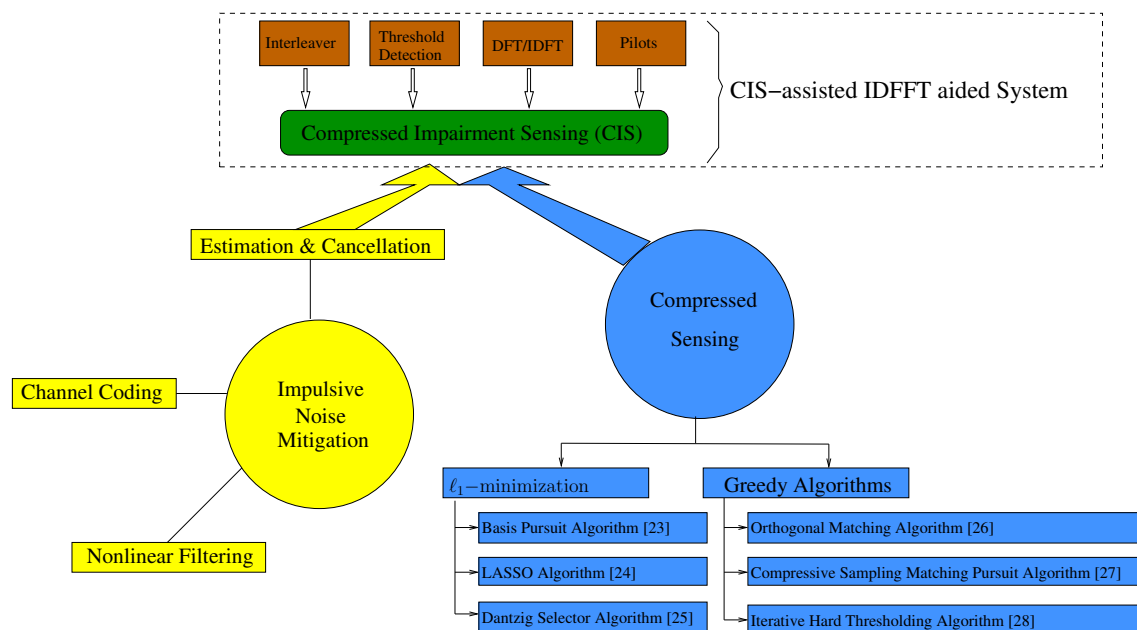 Interleaver
Threshold
Detection
DFT/IDFT
Pilots
CIS−assisted IDFFT aided System
Compressed Impairment Sensing (CIS)
Estimation & Cancellation
Compressed
Sensing
Channel Coding
Impulsive
Noise
Mitigation
Nonlinear Filtering
ℓ₁−minimization
Greedy Algorithms
Basis Pursuit Algorithm [23]
Orthogonal Matching Algorithm [26]
LASSO Algorithm [24]
Compressive Sampling Matching Pursuit Algorithm [27]
Dantzig Selector Algorithm [25]
Iterative Hard Thresholding Algorithm [28]